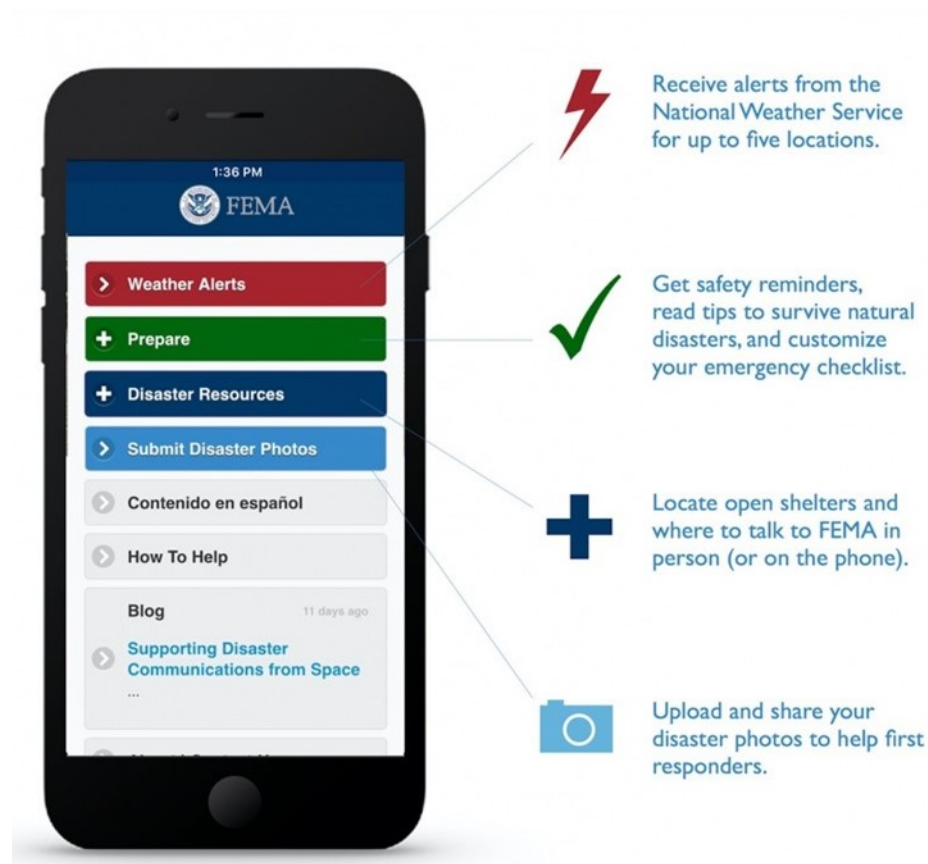 1:36 PM
FEMA
Weather Alerts
Prepare
Disaster Resources
Submit Disaster Photos
Contenido en español
How To Help
Blog 11 days ago
Supporting Disaster
Communications from Space
...
Receive alerts from the
National Weather Service
for up to five locations.
Get safety reminders,
read tips to survive natural
disasters, and customize
your emergency checklist.
Locate open shelters and
where to talk to FEMA in
person (or on the phone).
Upload and share your
disaster photos to help first
responders.